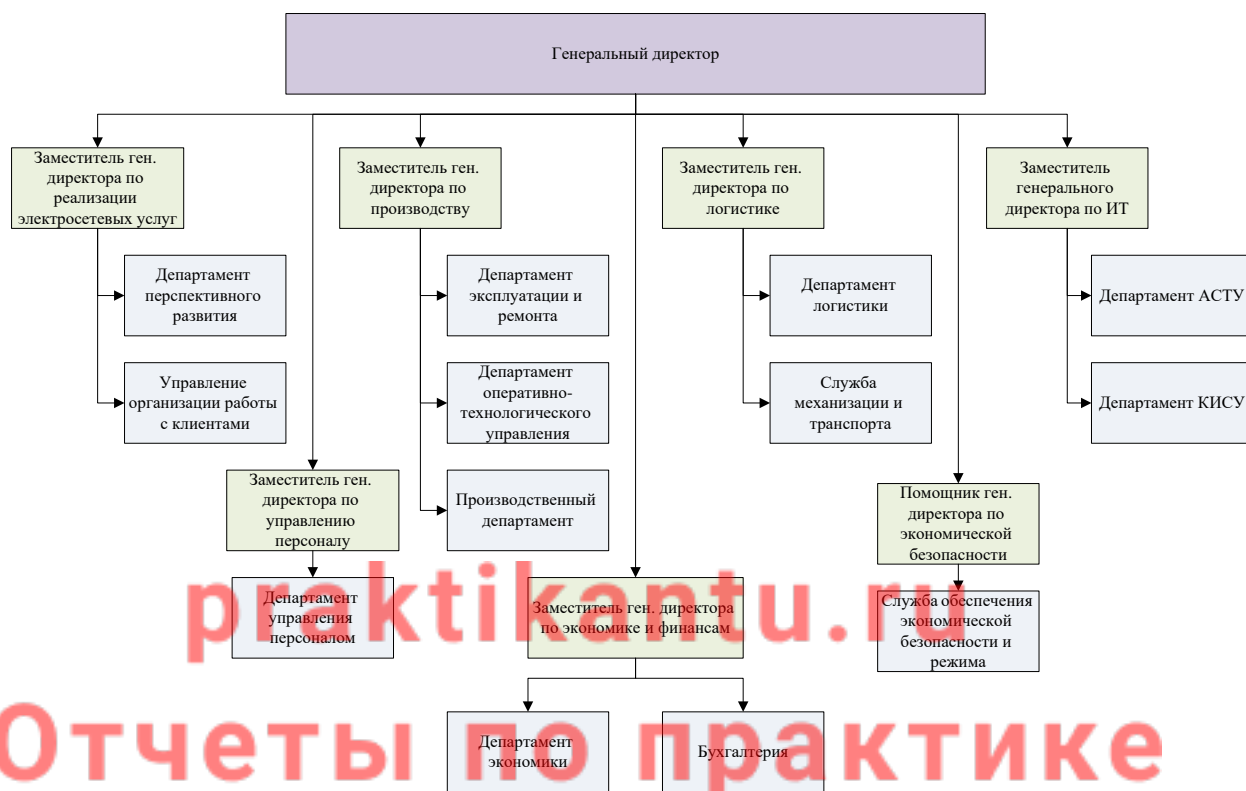 Генеральный директор
Заместитель ген.
директора по
реализации
электросетевых услуг
Заместитель ген.
директора по
производству
Заместитель ген.
директора по
логистике
Заместитель
генерального
директора по ИТ
Департамент
перспективного
развития
Департамент
эксплуатации и
ремонта
Департамент
логистики
Департамент АСТУ
Управление
организации работы
с клиентами
Департамент
оперативно-
технологического
управления
Служба
механизации и
транспорта
Департамент КИСУ
Заместитель ген.
директора по
управлению
персоналу
Производственный
департамент
Помощник ген.
директора по
экономической
безопасности
Департамент
управления
персоналом
Заместитель ген. директора
по экономике и финансам
Служба обеспечения
экономической
безопасности и
режима
praktikantu.ru
Департамент
экономики
Бухгалтерия
Отчеты по практике